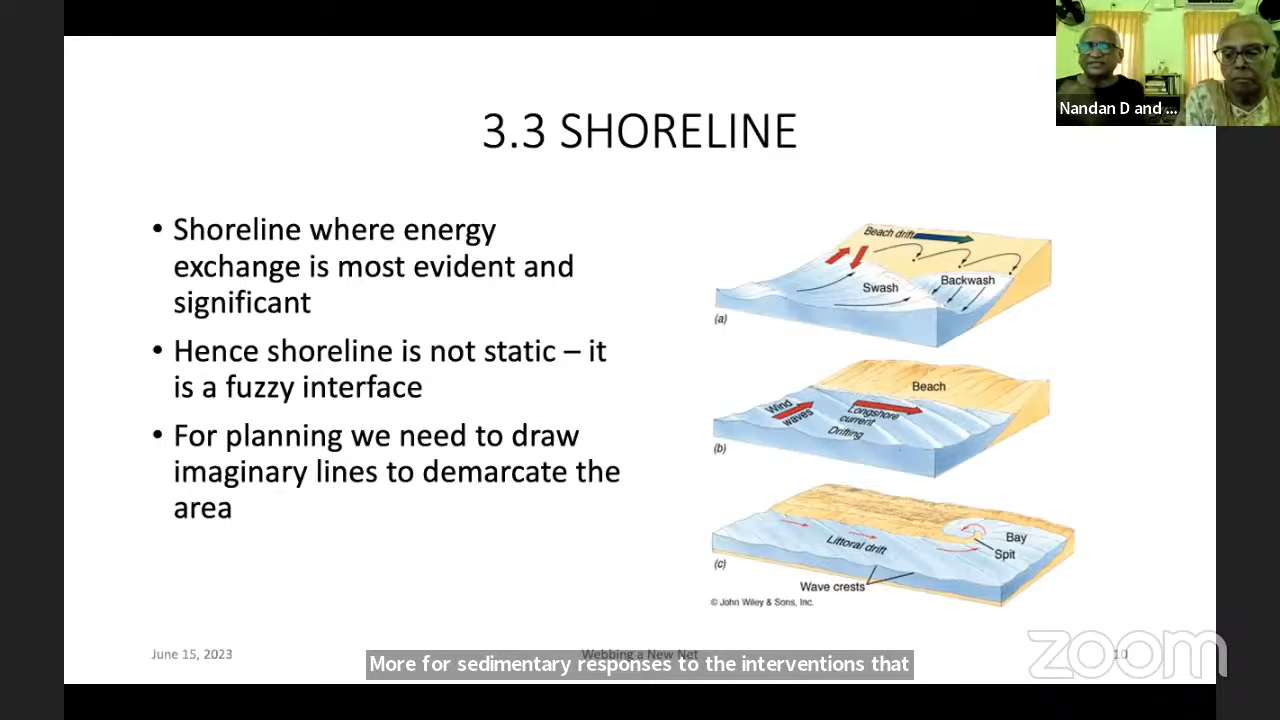 Nandan D and ...
3.3 SHORELINE
• Shoreline where energy
exchange is most evident and
significant
• Hence shoreline is not static – it
is a fuzzy interface
• For planning we need to draw
imaginary lines to demarcate the
area
Beach drift
Swash
Backwash
(a)
Beach
Wind
waves
Longshore
current
Drifting
(b)
Littoral drift
Bay
Spit
(c)
Wave crests
© John Wiley & Sons, Inc.
June 15, 2023
Webbing a New Net
10
More for sedimentary responses to the interventions that
zoom